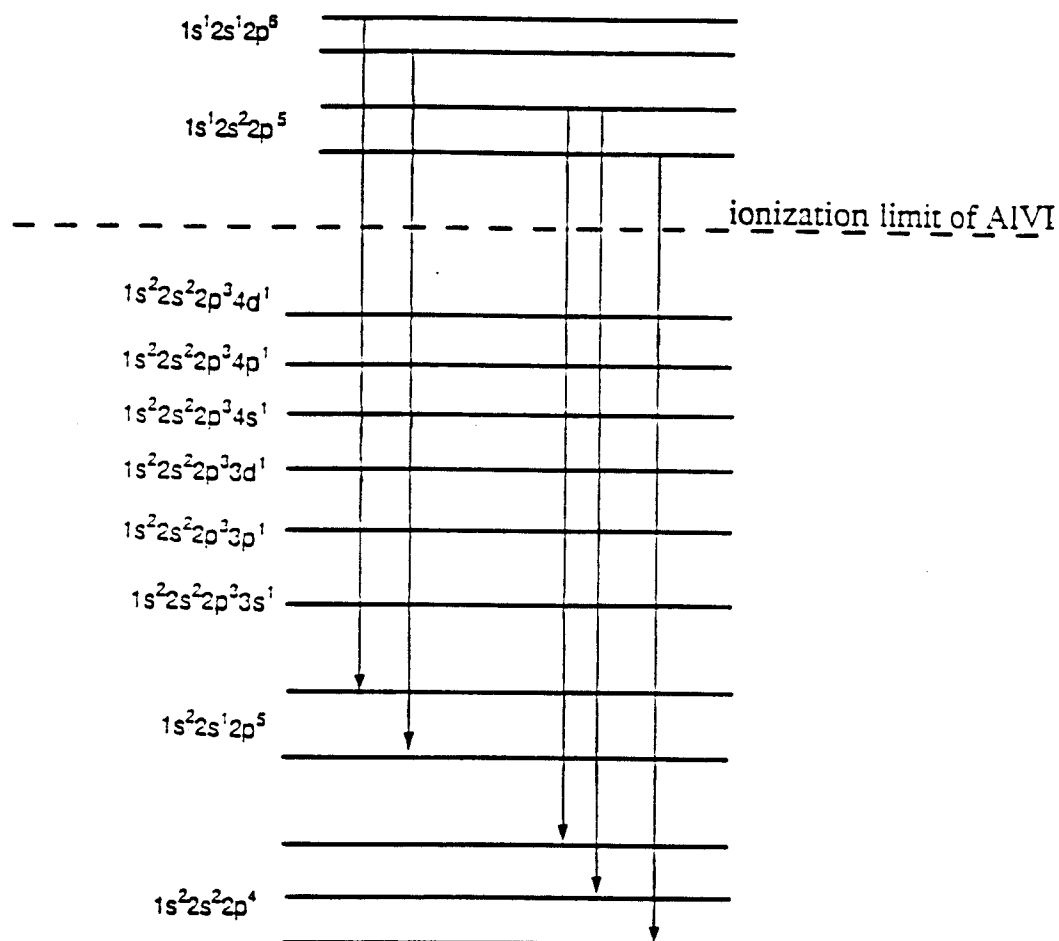 1s¹2s¹2p⁶
1s¹2s²2p⁵
ionization limit of AlVI
1s²2s²2p³4d¹
1s²2s²2p³4p¹
1s²2s²2p³4s¹
1s²2s²2p³3d¹
1s²2s²2p³3p¹
1s²2s²2p³3s¹
1s²2s¹2p⁵
1s²2s²2p⁴